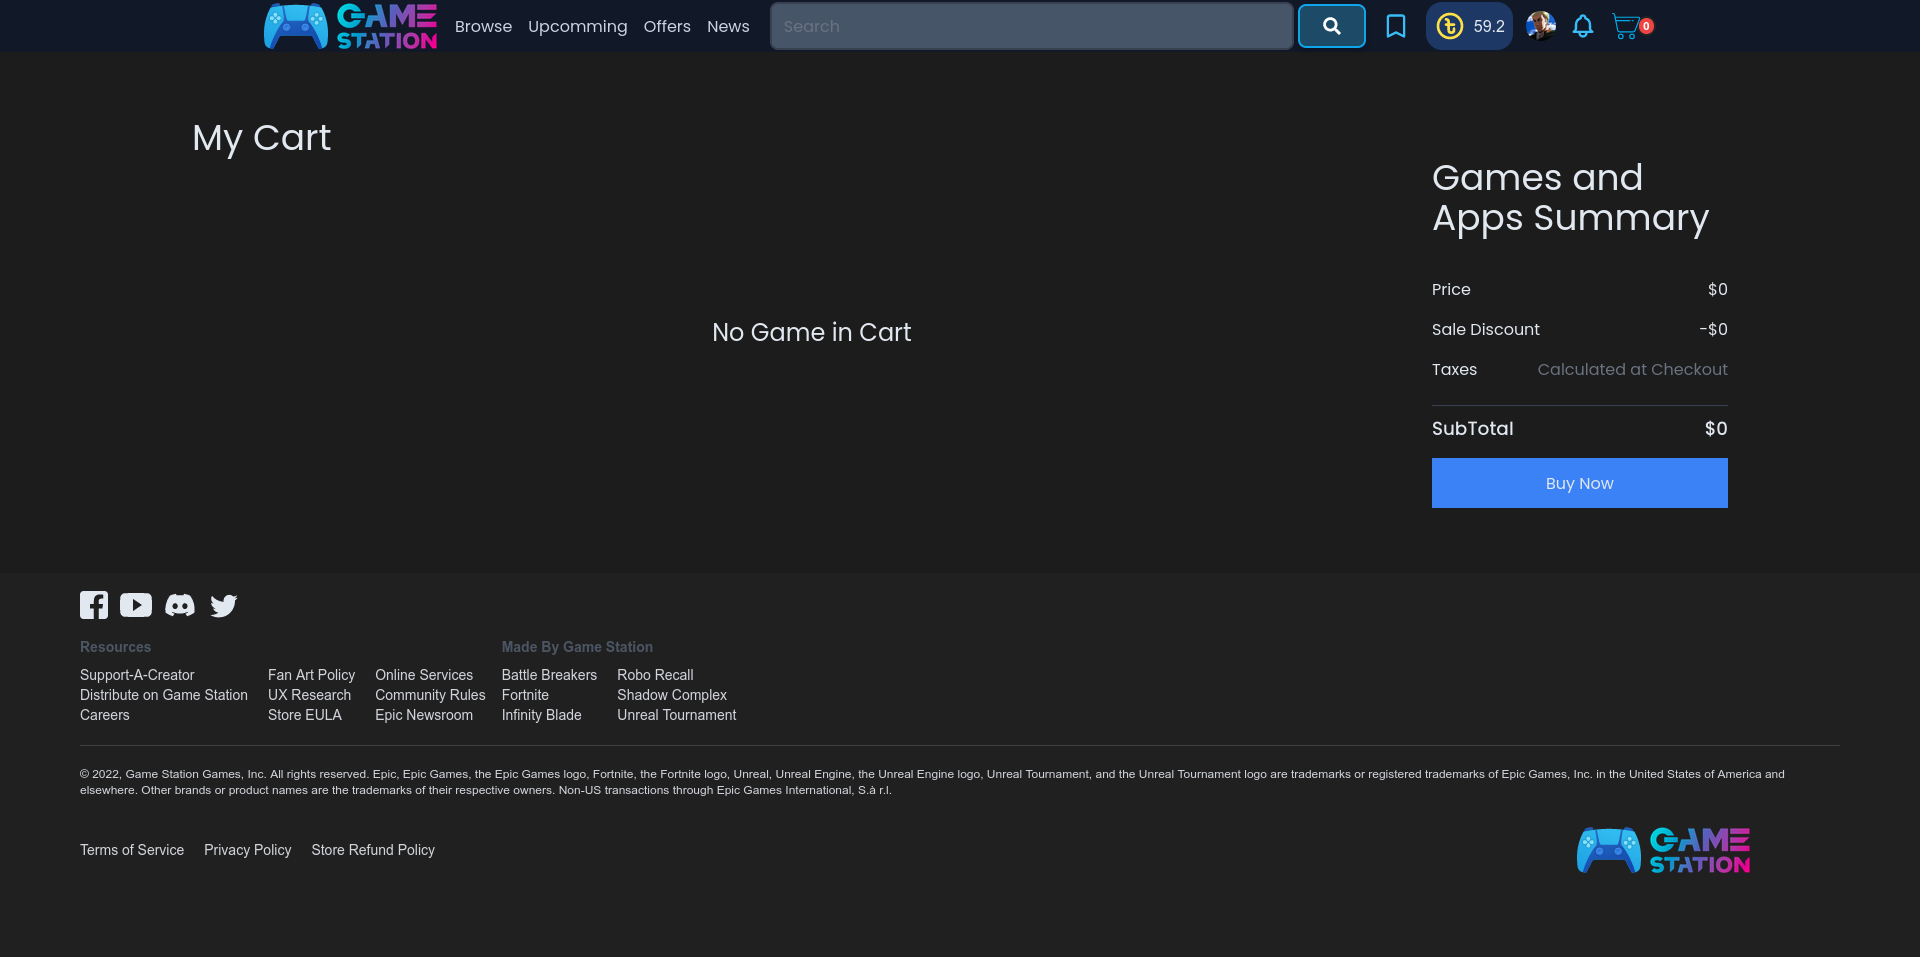 GAME
STATION
Browse Upcomming Offers News
Search
59.2
0
My Cart
No Game in Cart
Games and
Apps Summary
Price $0
Sale Discount -$0
Taxes Calculated at Checkout
SubTotal $0
Buy Now
Resources
Support-A-Creator Fan Art Policy Online Services
Distribute on Game Station UX Research Community Rules
Careers Store EULA Epic Newsroom
Made By Game Station
Battle Breakers Robo Recall
Fortnite Shadow Complex
Infinity Blade Unreal Tournament
© 2022, Game Station Games, Inc. All rights reserved. Epic, Epic Games, the Epic Games logo, Fortnite, the Fortnite logo, Unreal, Unreal Engine, the Unreal Engine logo, Unreal Tournament, and the Unreal Tournament logo are trademarks or registered trademarks of Epic Games, Inc. in the United States of America and
elsewhere. Other brands or product names are the trademarks of their respective owners. Non-US transactions through Epic Games International, S.à r.l.
Terms of Service Privacy Policy Store Refund Policy
GAME
STATION